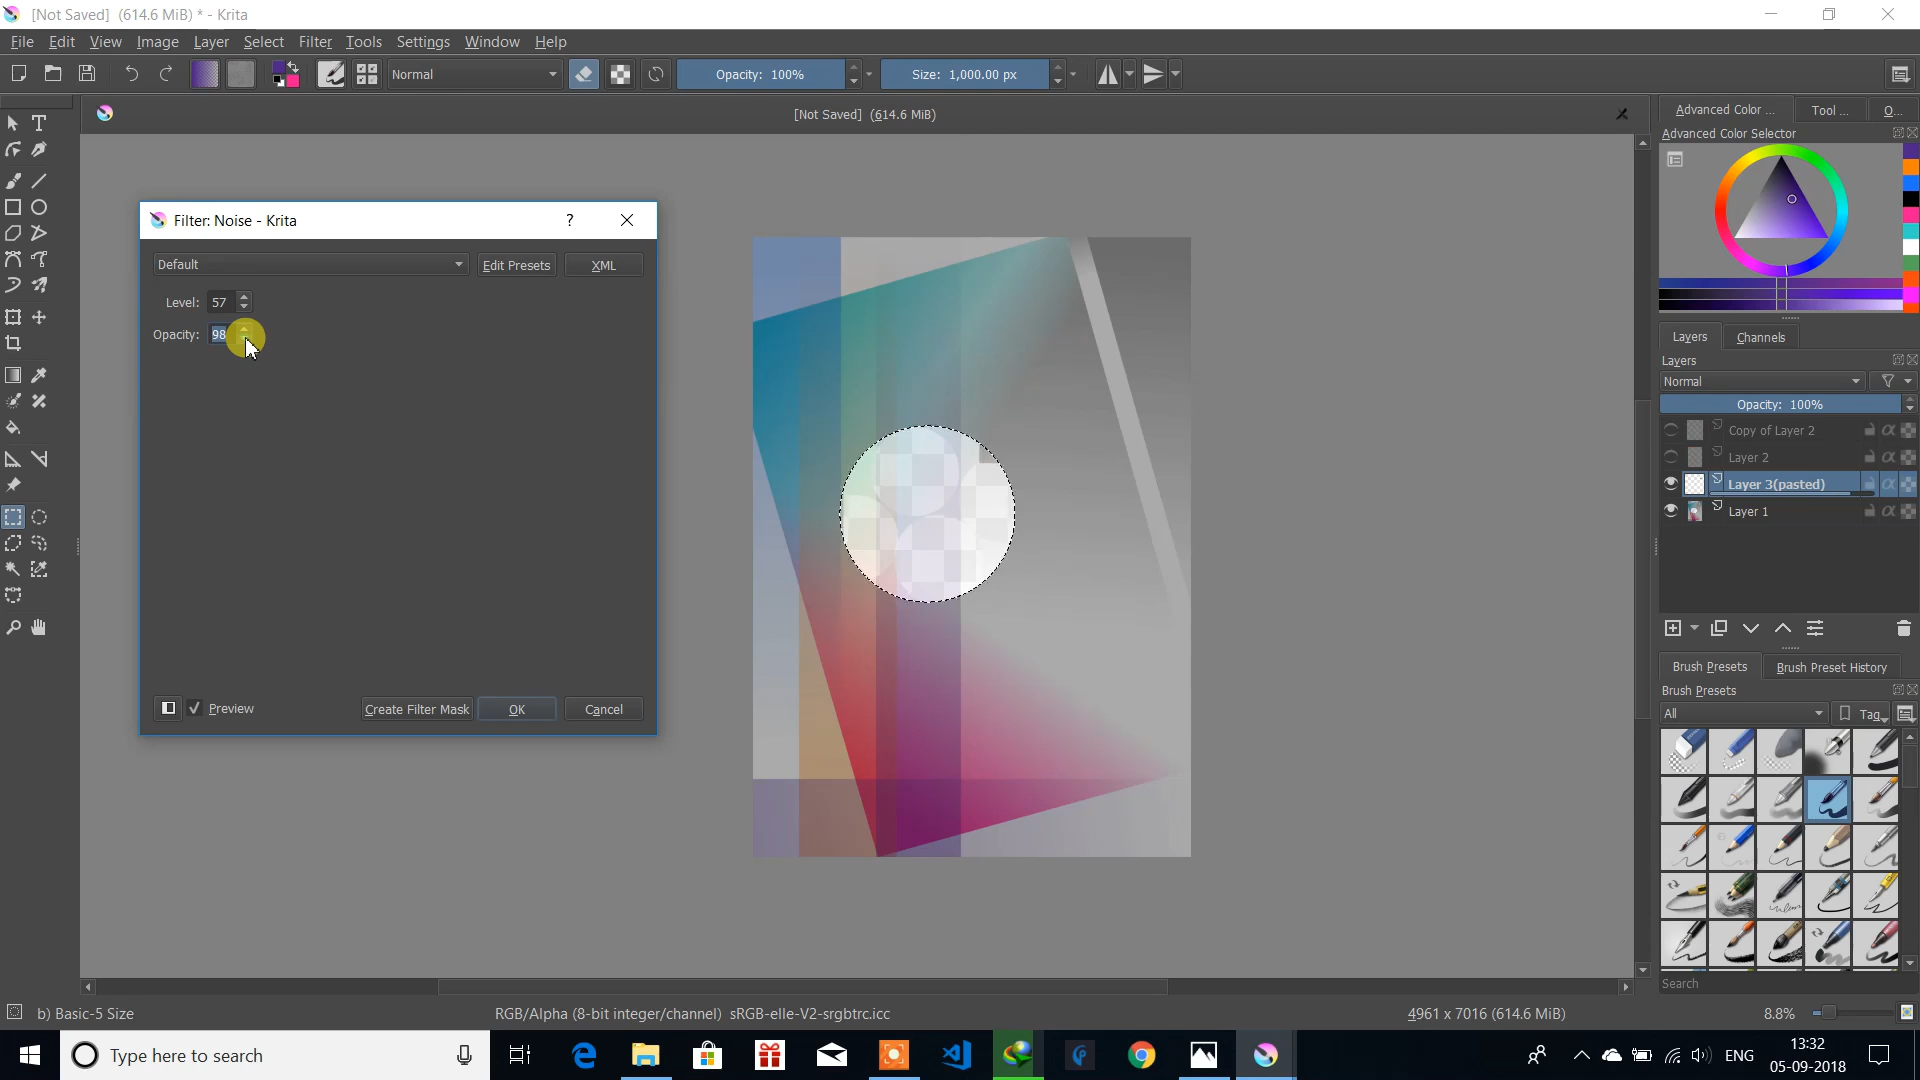 [Not Saved] (614.6 MiB) * - Krita
File Edit View Image Layer Select Filter Tools Settings Window Help
Normal
Opacity: 100%
Size: 1,000.00 px
[Not Saved] (614.6 MiB)
Advanced Color ...
Tool ...
O...
Advanced Color Selector
Filter: Noise - Krita
?
Default
Edit Presets
XML
Level: 57
Opacity: 98
Preview
Create Filter Mask
OK
Cancel
Layers
Channels
Layers
Normal
Opacity: 100%
Copy of Layer 2
Layer 2
Layer 3(pasted)
Layer 1
Brush Presets
Brush Preset History
Brush Presets
All
Tag
Search
b) Basic-5 Size
RGB/Alpha (8-bit integer/channel) sRGB-elle-V2-srgbtrc.icc
4961 x 7016 (614.6 MiB)
8.8%
Type here to search
ENG
13:32
05-09-2018